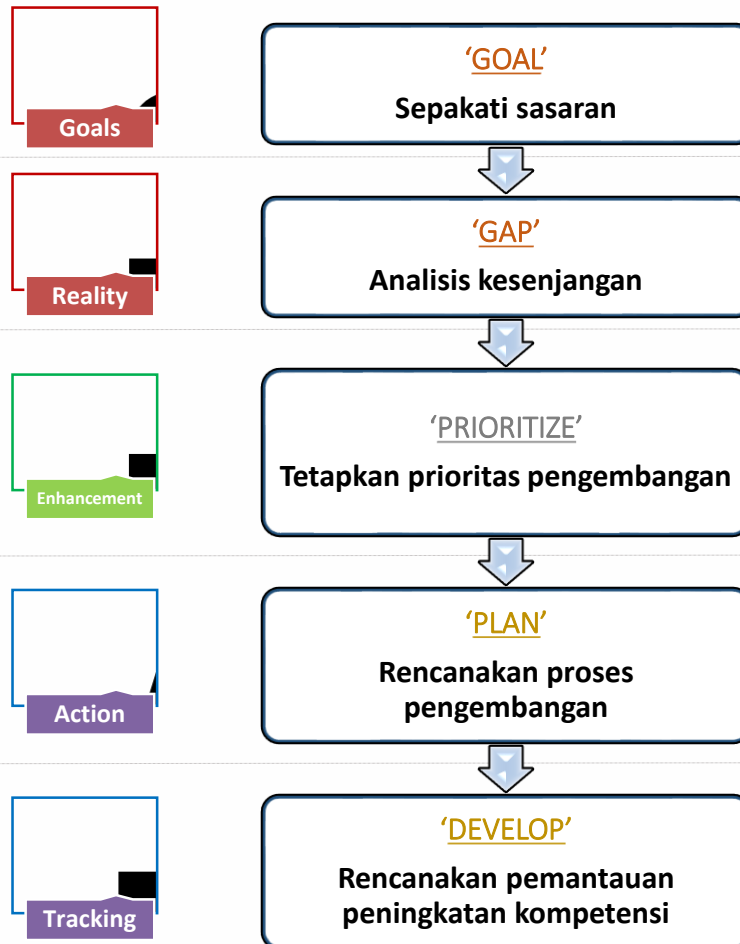 ‘GOAL’
Sepakati sasaran
Goals
‘GAP’
Analisis kesenjangan
Reality
‘PRIORITIZE’
Tetapkan prioritas pengembangan
Enhancement
‘PLAN’
Rencanakan proses
pengembangan
Action
‘DEVELOP’
Rencanakan pemantauan
peningkatan kompetensi
Tracking